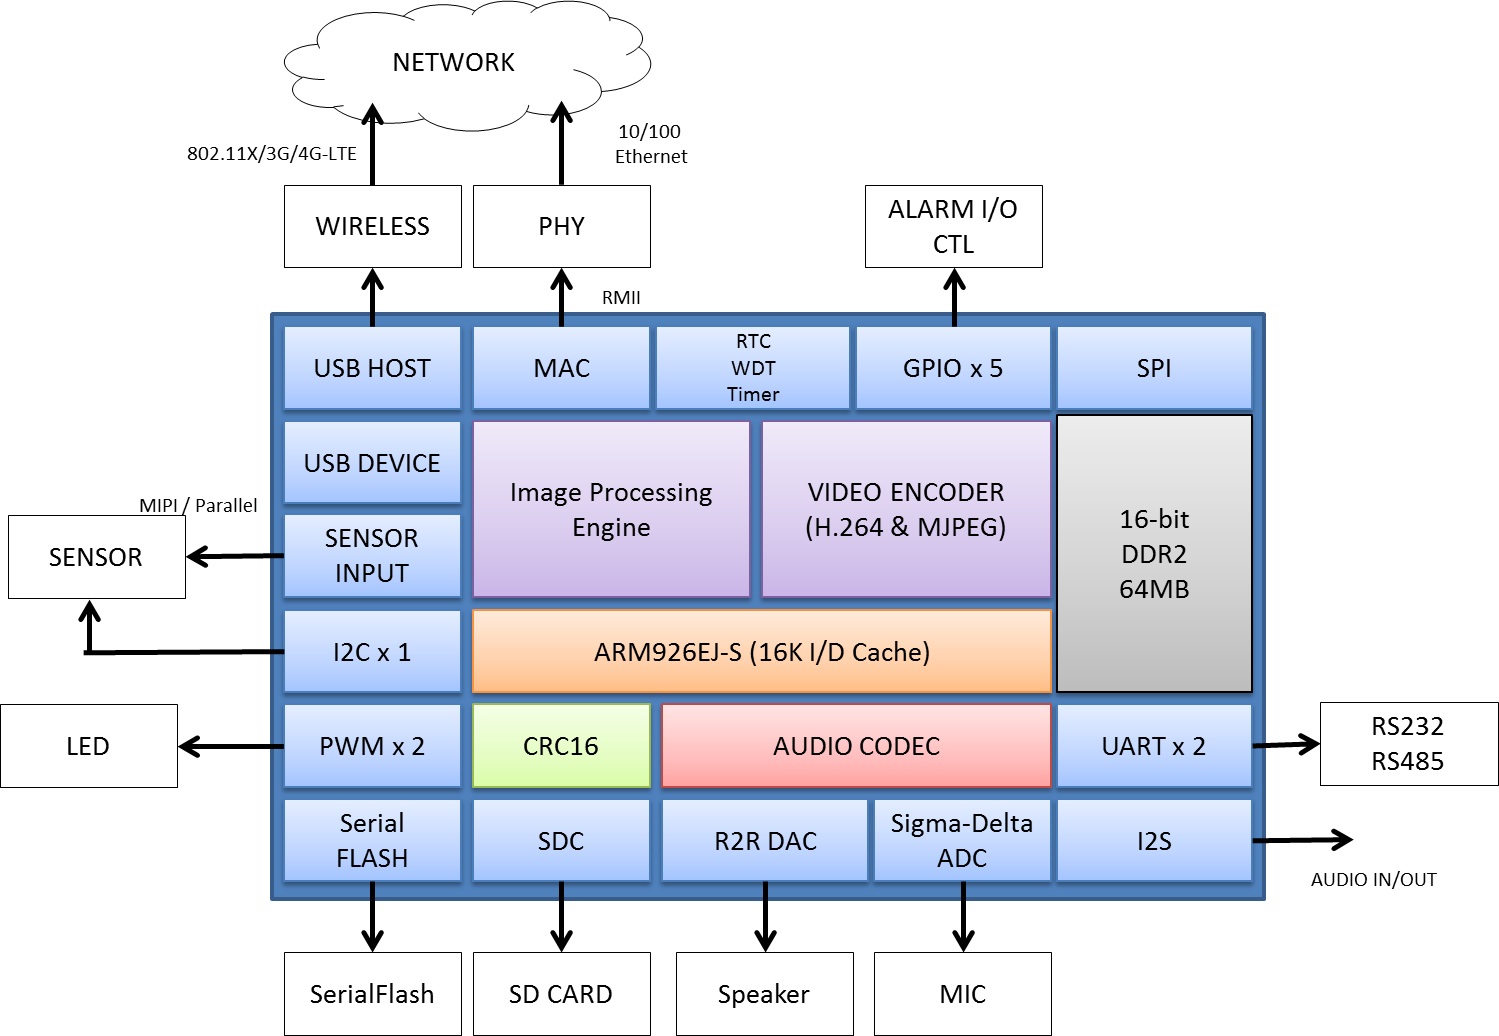 NETWORK
802.11X/3G/4G-LTE
10/100
Ethernet
WIRELESS
PHY
ALARM I/O
CTL
RMII
USB HOST
MAC
RTC
WDT
Timer
GPIO x 5
SPI
USB DEVICE
Image Processing
Engine
VIDEO ENCODER
(H.264 & MJPEG)
16-bit
DDR2
64MB
MIPI / Parallel
SENSOR
SENSOR
INPUT
I2C x 1
ARM926EJ-S (16K I/D Cache)
LED
PWM x 2
CRC16
AUDIO CODEC
UART x 2
RS232
RS485
Serial
FLASH
SDC
R2R DAC
Sigma-Delta
ADC
I2S
AUDIO IN/OUT
SerialFlash
SD CARD
Speaker
MIC